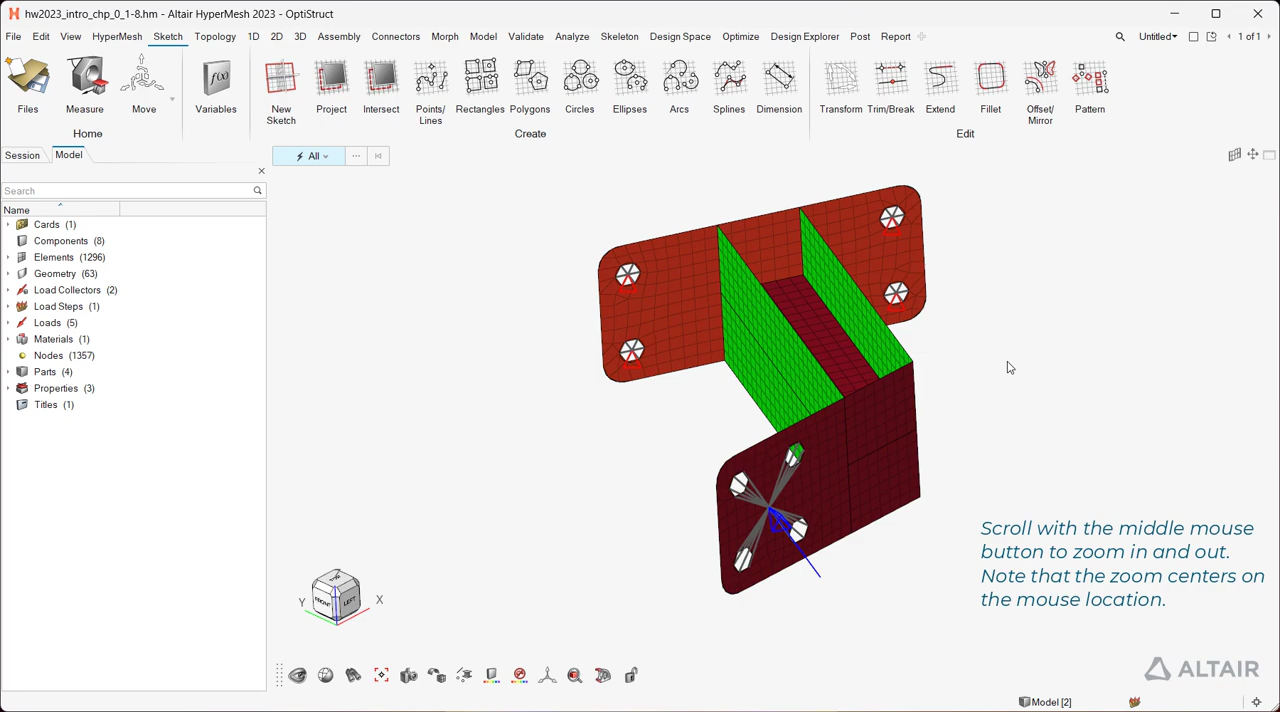 hw2023_intro_chp_0_1-8.hm - Altair HyperMesh 2023 - OptiStruct
File Edit View HyperMesh Sketch Topology 1D 2D 3D Assembly Connectors Morph Model Validate Analyze Skeleton Design Space Optimize Design Explorer Post Report Untitled 1 of 1
Files Measure Move Variables New Sketch Project Intersect Points/Lines Rectangles Polygons Circles Ellipses Arcs Splines Dimension Transform Trim/Break Extend Fillet Offset/Mirror Pattern
Home Create Edit
Session Model
All
Search
Name
Cards (1)
Components (8)
Elements (1296)
Geometry (63)
Load Collectors (2)
Load Steps (1)
Loads (5)
Materials (1)
Nodes (1357)
Parts (4)
Properties (3)
Titles (1)
Scroll with the middle mouse
button to zoom in and out.
Note that the zoom centers on
the mouse location.
TOP
FRONT LEFT
Y X
ALTAIR
Model [2]